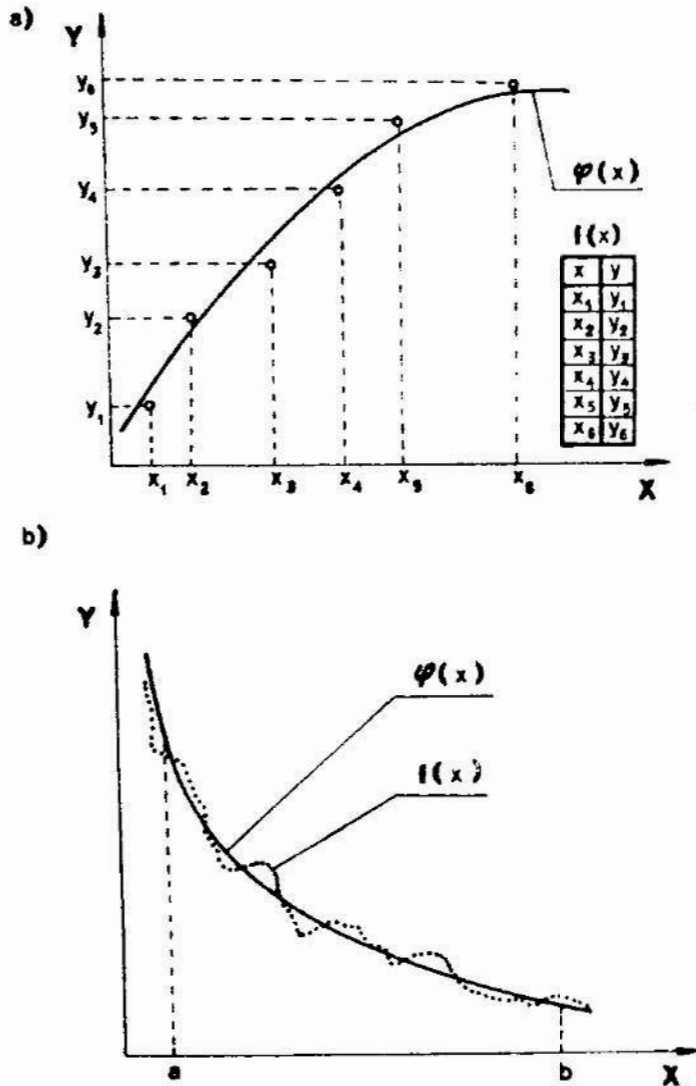 a)
Y
y₆
y₅
y₄
y₃
y₂
y₁
φ(x)
f(x)
x y
x₁ y₁
x₂ y₂
x₃ y₃
x₄ y₄
x₅ y₅
x₆ y₆
x₁ x₂ x₃ x₄ x₅ x₆
X
b)
Y
φ(x)
f(x)
a b X